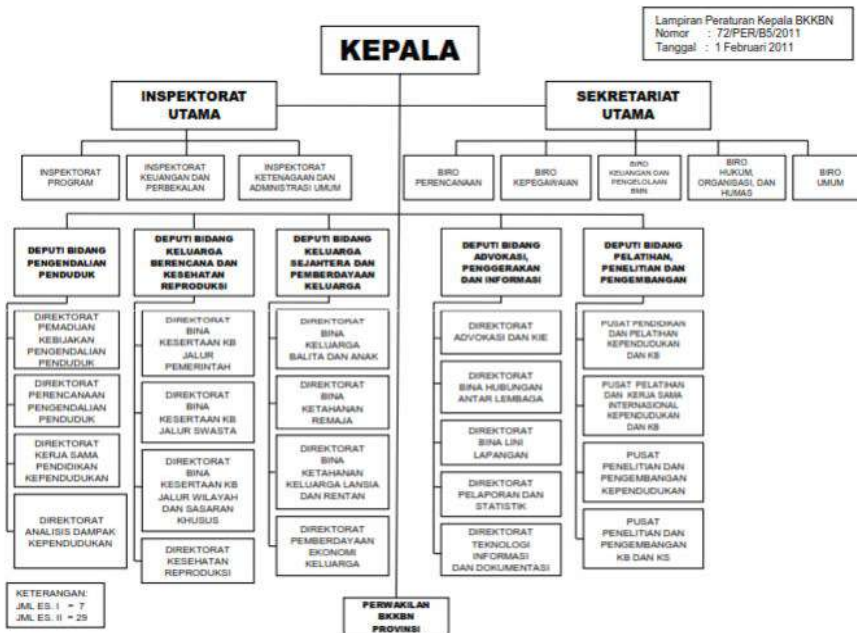 Lampiran Peraturan Kepala BKKBN
Nomor : 72/PER/B5/2011
Tanggal : 1 Februari 2011
KEPALA
INSPEKTORAT
UTAMA
SEKRETARIAT
UTAMA
INSPEKTORAT
PROGRAM
INSPEKTORAT
KEUANGAN DAN
PERBEKALAN
INSPEKTORAT
KETENAGAAN DAN
ADMINISTRASI UMUM
BIRO
PERENCANAAN
BIRO
KEPEGAWAIAN
BIRO
KEUANGAN DAN
PENGELOLAAN
BMN
BIRO
HUKUM,
ORGANISASI, DAN
HUMAS
BIRO
UMUM
DEPUTI BIDANG
PENGENDALIAN
PENDUDUK
DEPUTI BIDANG
KELUARGA
BERENCANA DAN
KESEHATAN
REPRODUKSI
DEPUTI BIDANG
KELUARGA
SEJAHTERA DAN
PEMBERDAYAAN
KELUARGA
DEPUTI BIDANG
ADVOKASI,
PENGGERAKAN
DAN INFORMASI
DEPUTI BIDANG
PELATIHAN,
PENELITIAN DAN
PENGEMBANGAN
DIREKTORAT
PEMADUAN
KEBIJAKAN
PENGENDALIAN
PENDUDUK
DIREKTORAT
PERENCANAAN
PENGENDALIAN
PENDUDUK
DIREKTORAT
KERJA SAMA
PENDIDIKAN
KEPENDUDUKAN
DIREKTORAT
ANALISIS DAMPAK
KEPENDUDUKAN
DIREKTORAT
BINA
KESERTAAN KB
JALUR
PEMERINTAH
DIREKTORAT
BINA
KESERTAAN KB
JALUR SWASTA
DIREKTORAT
BINA
KESERTAAN KB
JALUR WILAYAH
DAN SASARAN
KHUSUS
DIREKTORAT
KESEHATAN
REPRODUKSI
DIREKTORAT
BINA
KELUARGA
BALITA DAN ANAK
DIREKTORAT
BINA
KETAHANAN
REMAJA
DIREKTORAT
BINA
KETAHANAN
KELUARGA LANSIA
DAN RENTAN
DIREKTORAT
PEMBERDAYAAN
EKONOMI
KELUARGA
DIREKTORAT
ADVOKASI DAN KIE
DIREKTORAT
BINA HUBUNGAN
ANTAR LEMBAGA
DIREKTORAT
BINA LINI
LAPANGAN
DIREKTORAT
PELAPORAN DAN
STATISTIK
DIREKTORAT
TEKNOLOGI
INFORMASI
DAN DOKUMENTASI
PUSAT PENDIDIKAN
DAN PELATIHAN
KEPENDUDUKAN
DAN KB
PUSAT PELATIHAN
DAN KERJA SAMA
INTERNASIONAL
KEPENDUDUKAN
DAN KB
PUSAT
PENELITIAN DAN
PENGEMBANGAN
KEPENDUDUKAN
PUSAT
PENELITIAN DAN
PENGEMBANGAN
KB DAN KS
KETERANGAN:
JML ES. I = 7
JML ES. II = 29
PERWAKILAN
BKKBN
PROVINSI